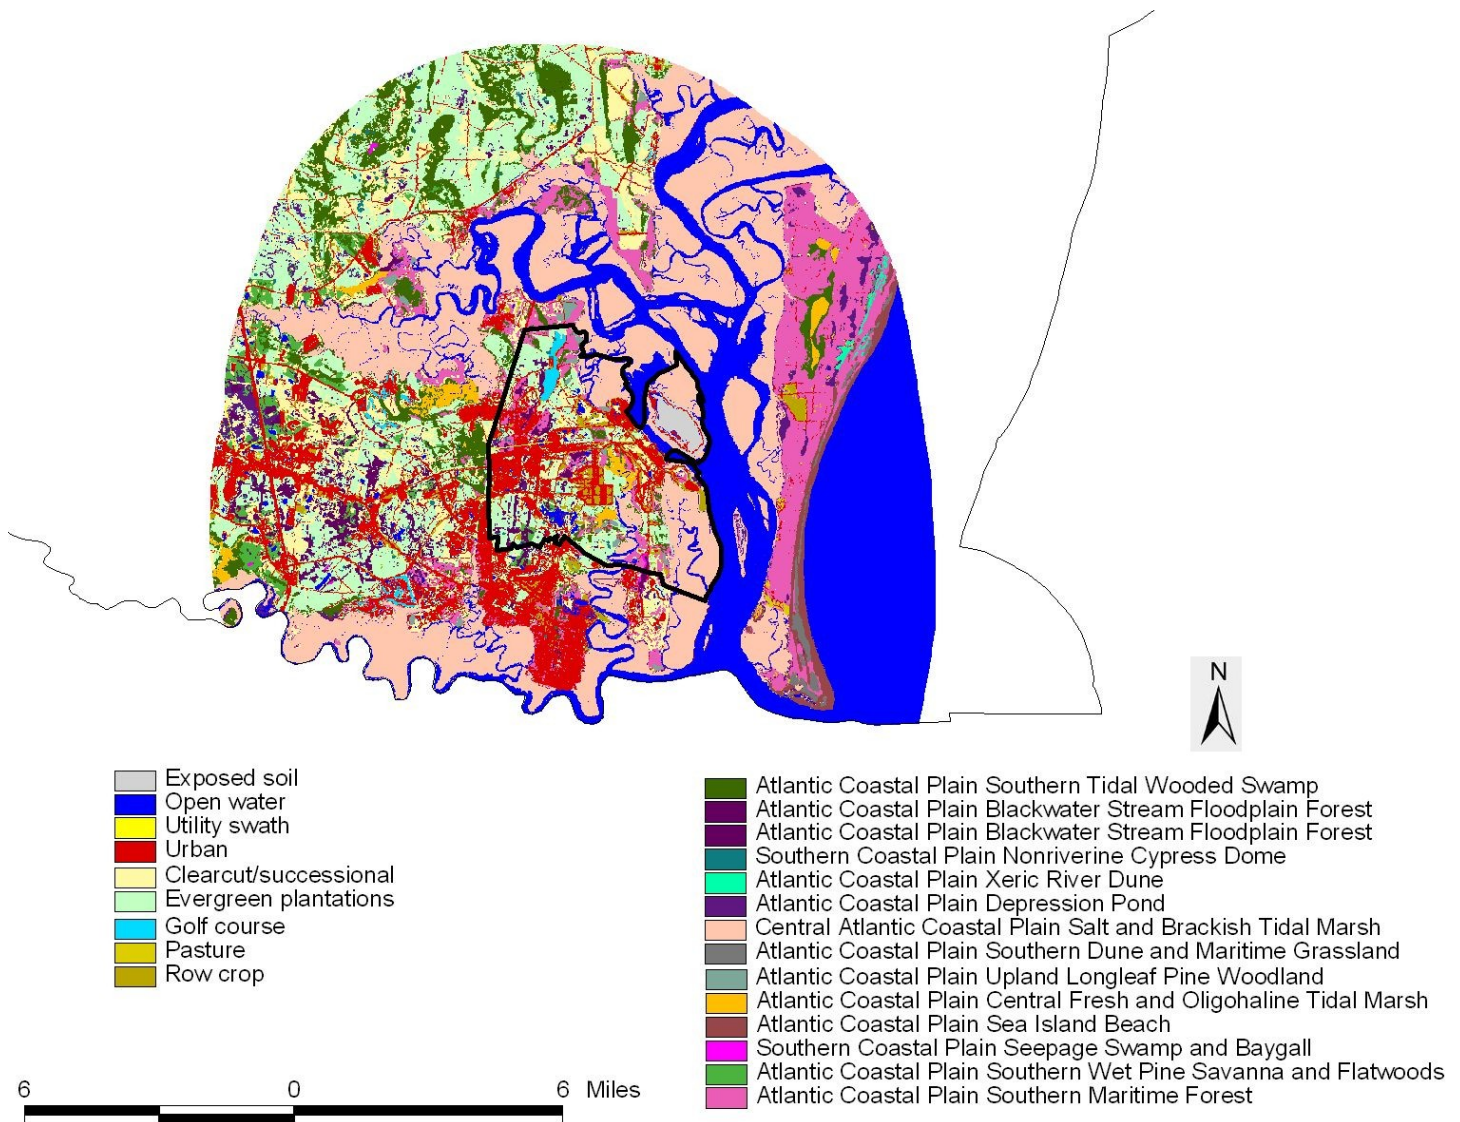 N
Exposed soil
Open water
Utility swath
Urban
Clearcut/successional
Evergreen plantations
Golf course
Pasture
Row crop
Atlantic Coastal Plain Southern Tidal Wooded Swamp
Atlantic Coastal Plain Blackwater Stream Floodplain Forest
Atlantic Coastal Plain Blackwater Stream Floodplain Forest
Southern Coastal Plain Nonriverine Cypress Dome
Atlantic Coastal Plain Xeric River Dune
Atlantic Coastal Plain Depression Pond
Central Atlantic Coastal Plain Salt and Brackish Tidal Marsh
Atlantic Coastal Plain Southern Dune and Maritime Grassland
Atlantic Coastal Plain Upland Longleaf Pine Woodland
Atlantic Coastal Plain Central Fresh and Oligohaline Tidal Marsh
Atlantic Coastal Plain Sea Island Beach
Southern Coastal Plain Seepage Swamp and Baygall
Atlantic Coastal Plain Southern Wet Pine Savanna and Flatwoods
Atlantic Coastal Plain Southern Maritime Forest
6 0 6 Miles